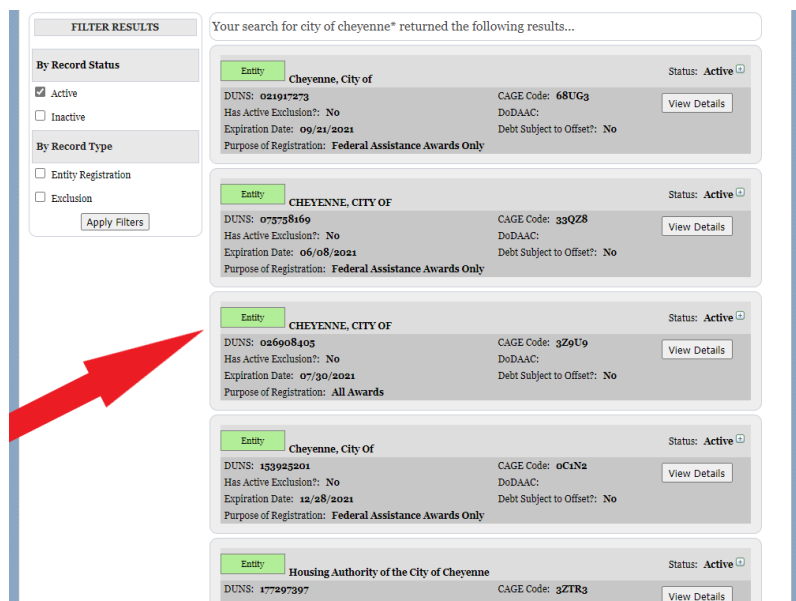 FILTER RESULTS
By Record Status
Active
Inactive
By Record Type
Entity Registration
Exclusion
Apply Filters
Your search for city of cheyenne* returned the following results...
Entity
Cheyenne, City of
Status: Active
DUNS: 021917273
CAGE Code: 68UG3
Has Active Exclusion?: No
DoDAAC:
View Details
Expiration Date: 09/21/2021
Debt Subject to Offset?: No
Purpose of Registration: Federal Assistance Awards Only
Entity
CHEYENNE, CITY OF
Status: Active
DUNS: 075758169
CAGE Code: 33QZ8
Has Active Exclusion?: No
DoDAAC:
View Details
Expiration Date: 06/08/2021
Debt Subject to Offset?: No
Purpose of Registration: Federal Assistance Awards Only
Entity
CHEYENNE, CITY OF
Status: Active
DUNS: 026908405
CAGE Code: 3Z9U9
Has Active Exclusion?: No
DoDAAC:
View Details
Expiration Date: 07/30/2021
Debt Subject to Offset?: No
Purpose of Registration: All Awards
Entity
Cheyenne, City Of
Status: Active
DUNS: 153925201
CAGE Code: 0C1N2
Has Active Exclusion?: No
DoDAAC:
View Details
Expiration Date: 12/28/2021
Debt Subject to Offset?: No
Purpose of Registration: Federal Assistance Awards Only
Entity
Housing Authority of the City of Cheyenne
Status: Active
DUNS: 177297397
CAGE Code: 3ZTR3
View Details